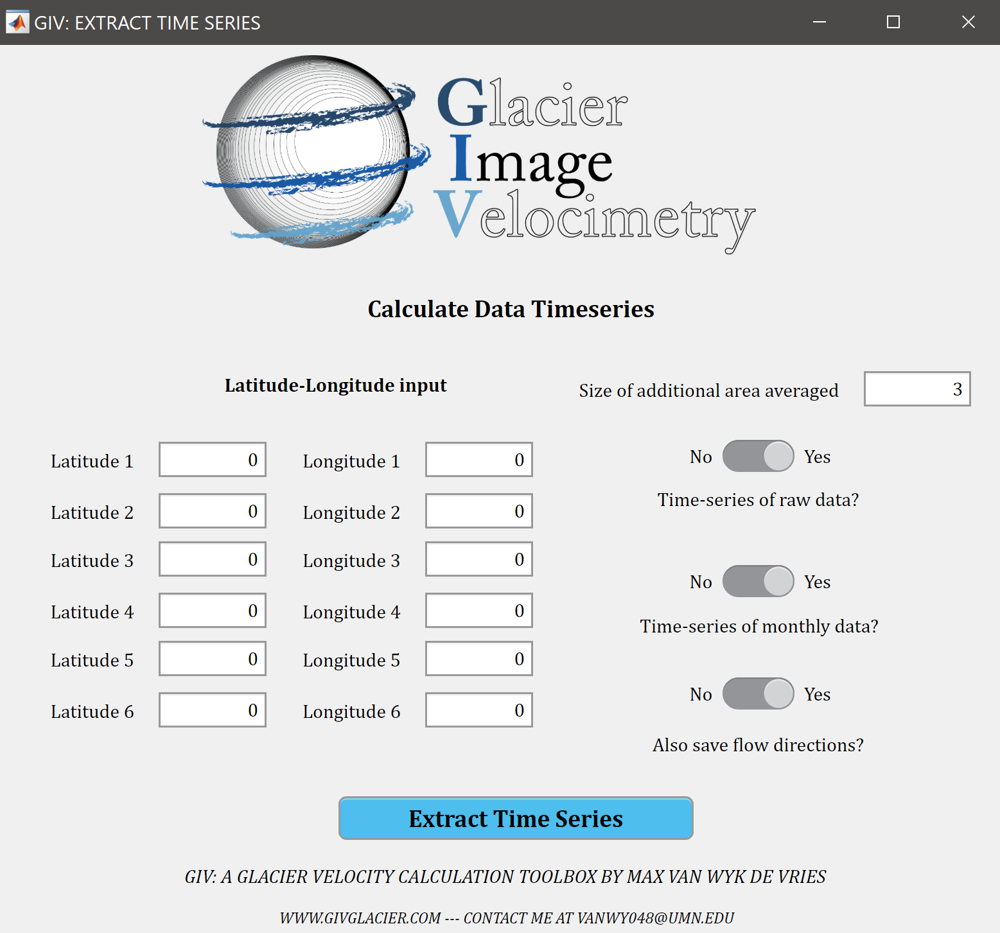 GIV: EXTRACT TIME SERIES
Glacier
Image
Velocimetry
Calculate Data Timeseries
Latitude-Longitude input
Size of additional area averaged 3
Latitude 1 0 Longitude 1 0
No Yes
Time-series of raw data?
Latitude 2 0 Longitude 2 0
Latitude 3 0 Longitude 3 0
No Yes
Latitude 4 0 Longitude 4 0
Time-series of monthly data?
Latitude 5 0 Longitude 5 0
No Yes
Latitude 6 0 Longitude 6 0
Also save flow directions?
Extract Time Series
GIV: A GLACIER VELOCITY CALCULATION TOOLBOX BY MAX VAN WYK DE VRIES
WWW.GIVGLACIER.COM --- CONTACT ME AT VANWY048@UMN.EDU